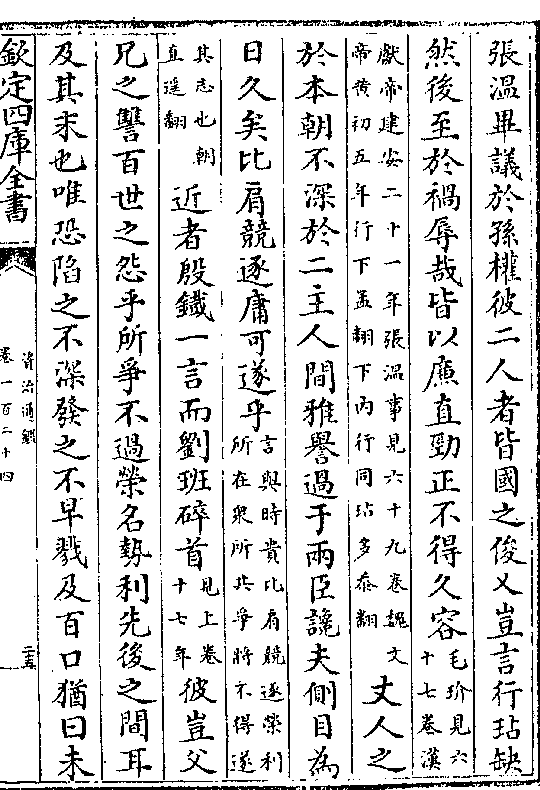 張溫畢議於孫權彼二人者皆國之俊乂豈言行玷缺
然後至於禍辱哉皆以廉直勁正不得久容毛玠見六十七卷漢
獻帝建安二十一年張溫事見六十九卷魏文帝黃初五年行下孟翻下內行同玷多忝翻丈人之
於本朝不深於二主人間雅譽過于兩臣讒夫側目為
日久矣比肩競逐庸可遂乎言與時貴比肩競逐榮利所在衆所共爭將不得遂
其志也朝直遥翻近者殷鐵一言而劉班碎首見上卷十七年彼豈父
兄之讐百世之怨乎所爭不過榮名勢利先後之間耳
及其末也唯恐陷之不深發之不早戮及百口猶曰未
欽定四庫全書
資治通鑑
卷一百二十四
二十五